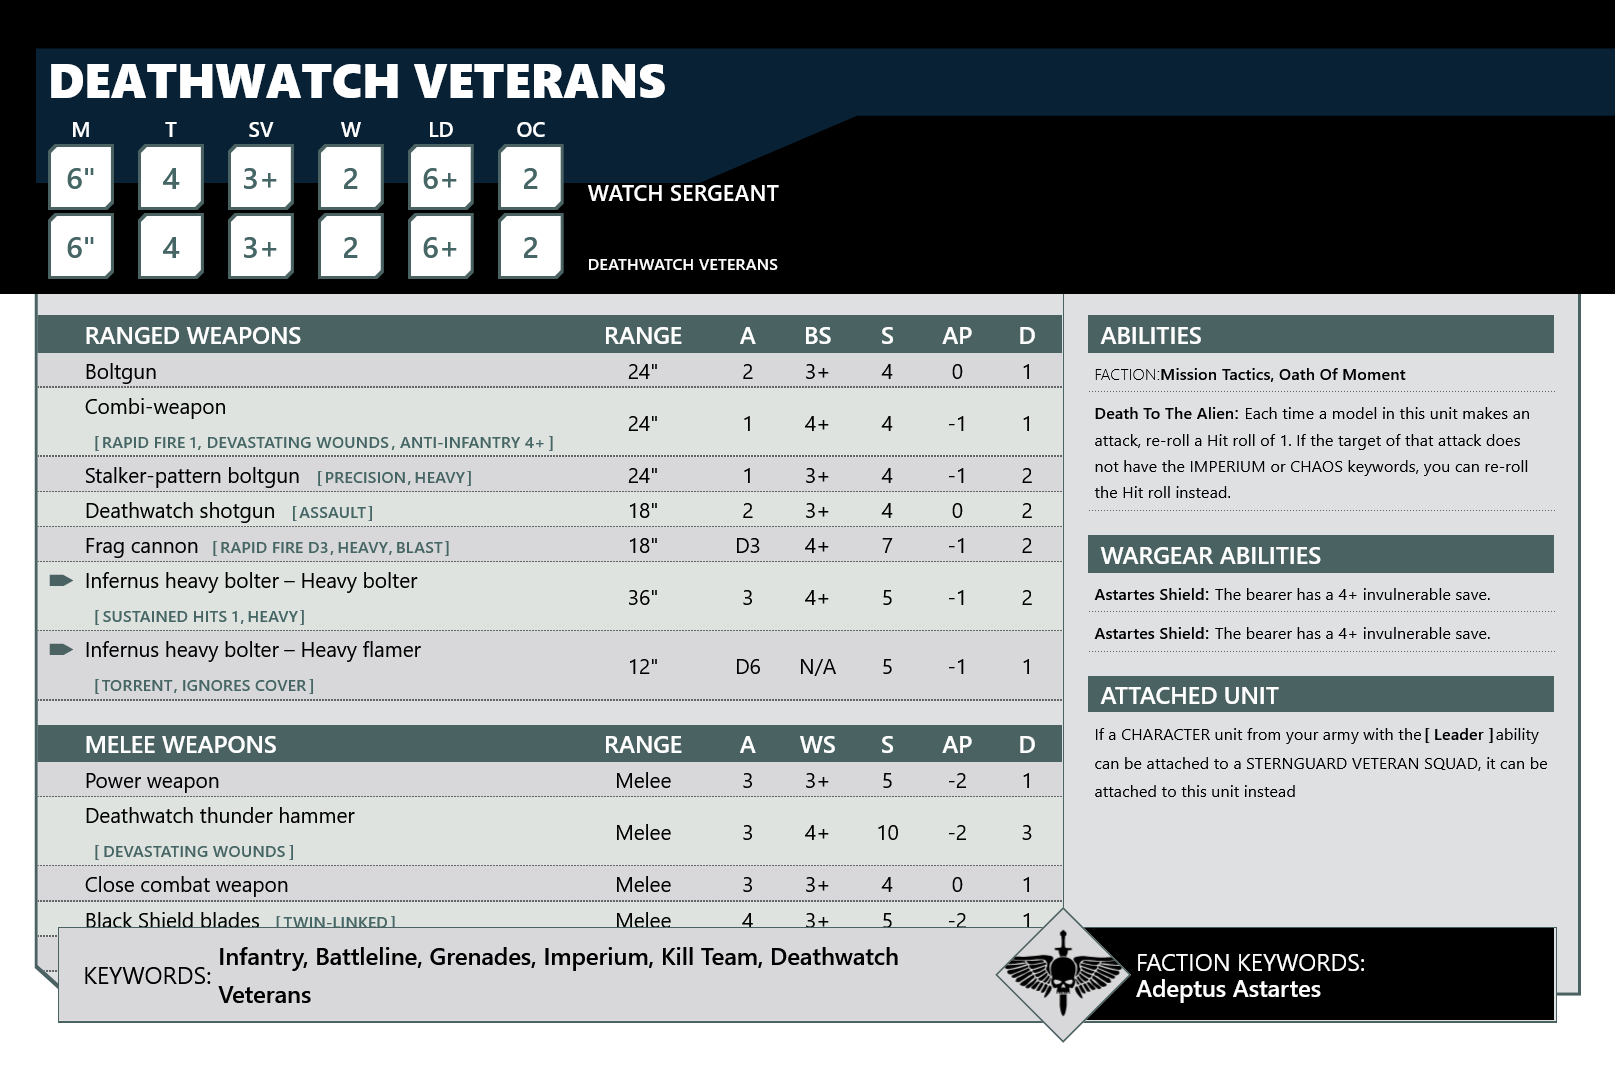 DEATHWATCH VETERANS
M T SV W LD OC
6" 4 3+ 2 6+ 2 WATCH SERGEANT
6" 4 3+ 2 6+ 2 DEATHWATCH VETERANS
RANGED WEAPONS RANGE A BS S AP D
Boltgun 24" 2 3+ 4 0 1
Combi-weapon
[RAPID FIRE 1, DEVASTATING WOUNDS, ANTI-INFANTRY 4+] 24" 1 4+ 4 -1 1
Stalker-pattern boltgun [PRECISION, HEAVY] 24" 1 3+ 4 -1 2
Deathwatch shotgun [ASSAULT] 18" 2 3+ 4 0 2
Frag cannon [RAPID FIRE D3, HEAVY, BLAST] 18" D3 4+ 7 -1 2
Infernus heavy bolter – Heavy bolter
[SUSTAINED HITS 1, HEAVY] 36" 3 4+ 5 -1 2
Infernus heavy bolter – Heavy flamer
[TORRENT, IGNORES COVER] 12" D6 N/A 5 -1 1
MELEE WEAPONS RANGE A WS S AP D
Power weapon Melee 3 3+ 5 -2 1
Deathwatch thunder hammer
[DEVASTATING WOUNDS] Melee 3 4+ 10 -2 3
Close combat weapon Melee 3 3+ 4 0 1
Black Shield blades [TWIN-LINKED] Melee 4 3+ 5 -2 1
ABILITIES
FACTION:Mission Tactics, Oath Of Moment
Death To The Alien: Each time a model in this unit makes an
attack, re-roll a Hit roll of 1. If the target of that attack does
not have the IMPERIUM or CHAOS keywords, you can re-roll
the Hit roll instead.
WARGEAR ABILITIES
Astartes Shield: The bearer has a 4+ invulnerable save.
Astartes Shield: The bearer has a 4+ invulnerable save.
ATTACHED UNIT
If a CHARACTER unit from your army with the [Leader] ability
can be attached to a STERNGUARD VETERAN SQUAD, it can be
attached to this unit instead
KEYWORDS: Infantry, Battleline, Grenades, Imperium, Kill Team, Deathwatch
Veterans
FACTION KEYWORDS:
Adeptus Astartes